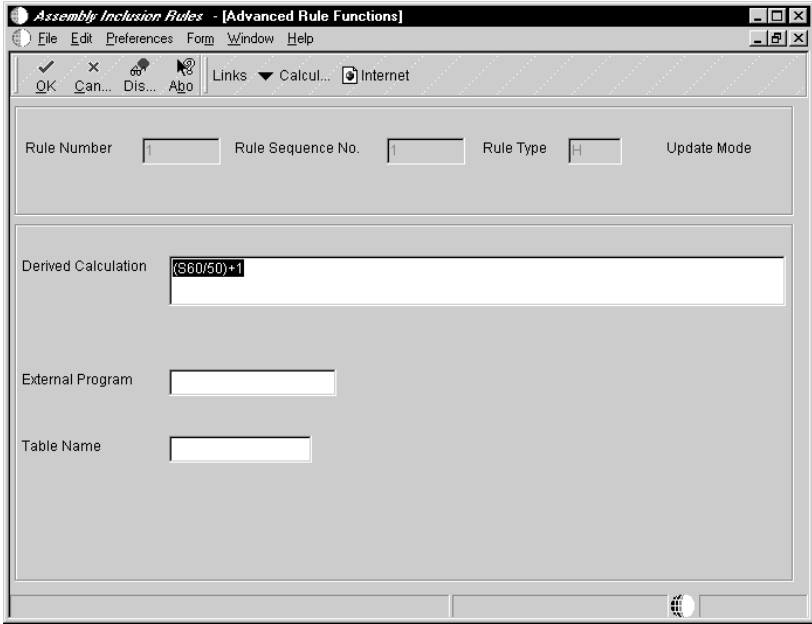 Assembly Inclusion Rules - [Advanced Rule Functions]
File Edit Preferences Form Window Help
OK Can... Dis... Abo Links Calcul... Internet
Rule Number 1 Rule Sequence No. 1 Rule Type H Update Mode
Derived Calculation (S60/50)+1
External Program
Table Name